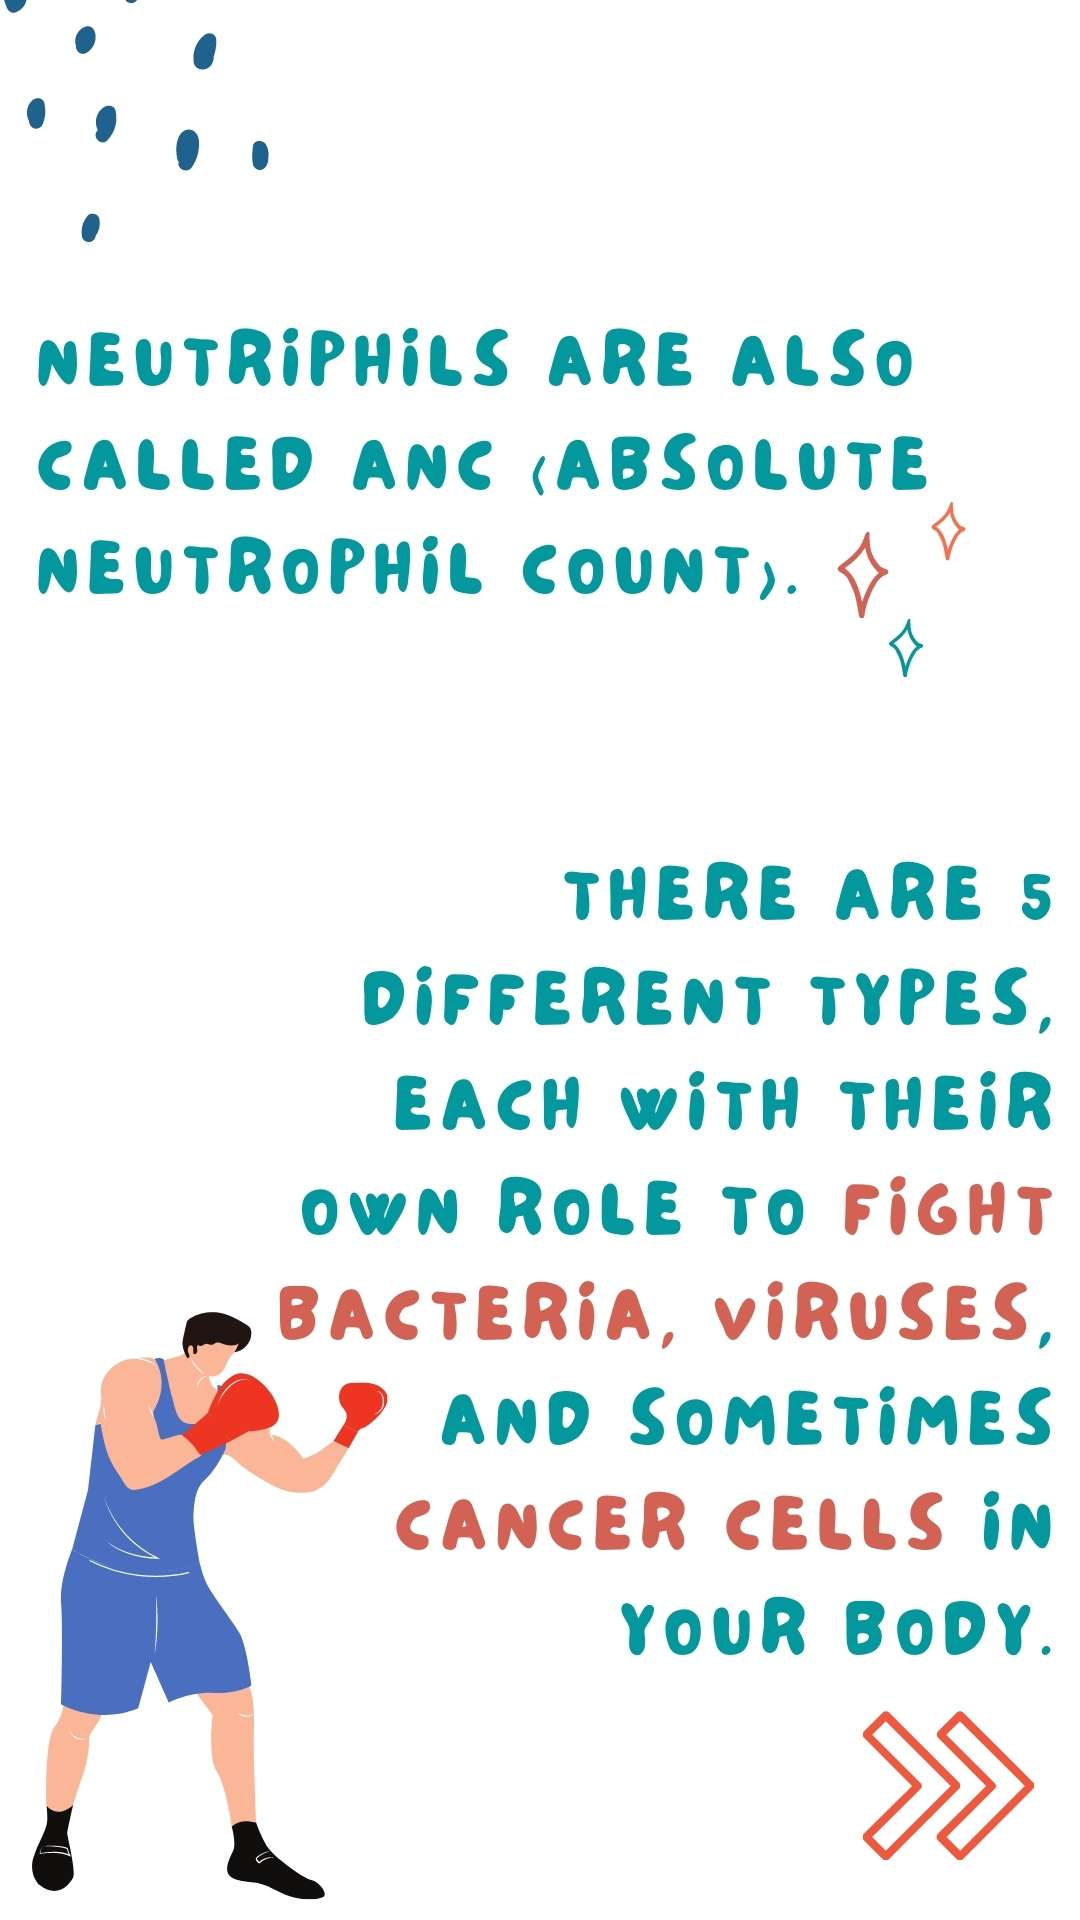 NEUTRiPHiLS ARE ALSO
CALLED ANC (ABSOLUTE
NEUTROPHiL COUNT).
THERE ARE 5
DiFFERENT TYPES,
EACH WiTH THEiR
OWN ROLE TO FiGHT
BACTERiA, ViRUSES,
AND SOMETiMES
CANCER CELLS iN
YOUR BODY.